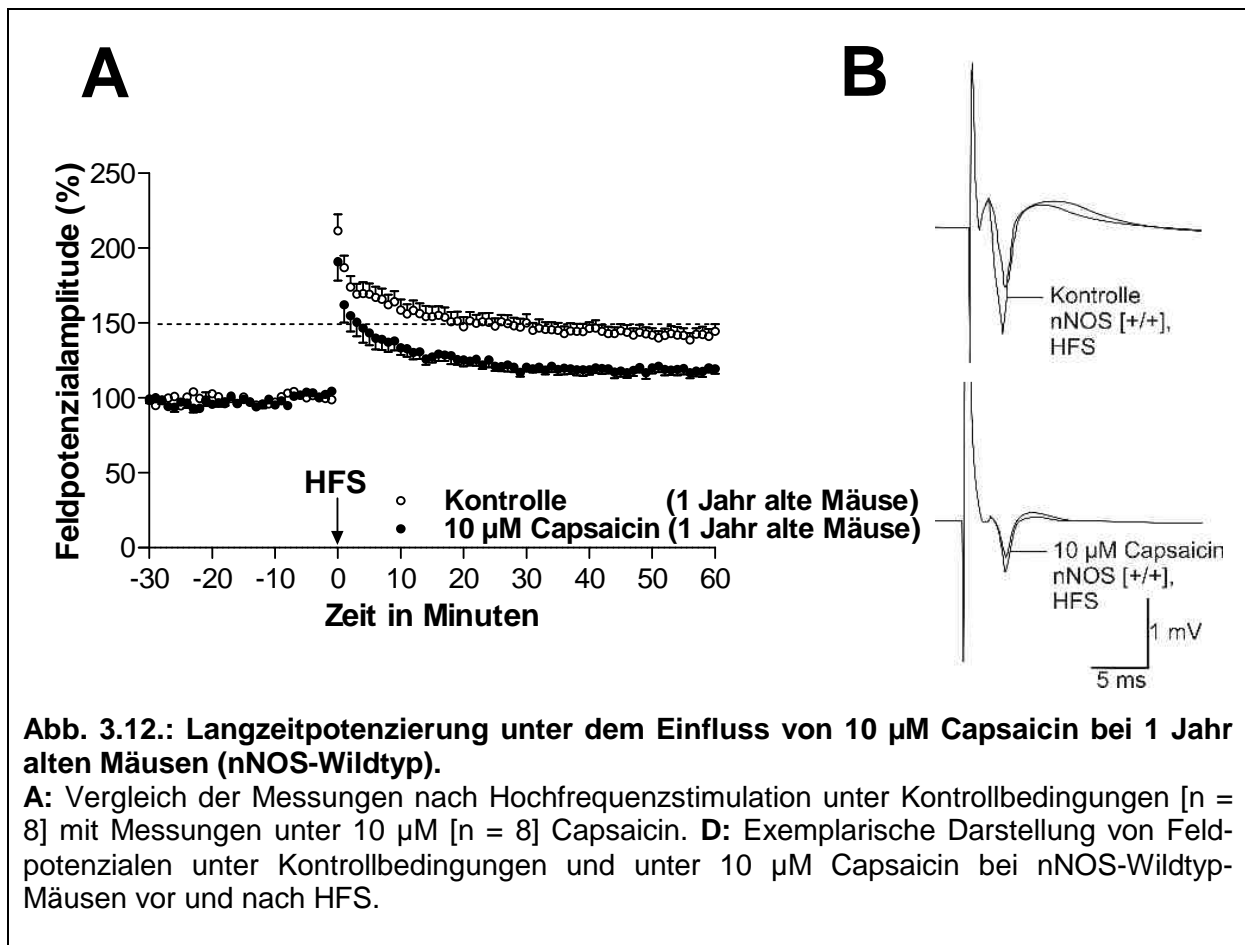 A
B
Feldpotenzialamplitude (%)
250
200
150
100
50
0
HFS
Kontrolle (1 Jahr alte Mäuse)
10 µM Capsaicin (1 Jahr alte Mäuse)
-30 -20 -10 0 10 20 30 40 50 60
Zeit in Minuten
Kontrolle
nNOS [+/+],
HFS
10 µM Capsaicin
nNOS [+/+],
HFS
1 mV
5 ms
Abb. 3.12.: Langzeitpotenzierung unter dem Einfluss von 10 µM Capsaicin bei 1 Jahr
alten Mäusen (nNOS-Wildtyp).
A: Vergleich der Messungen nach Hochfrequenzstimulation unter Kontrollbedingungen [n =
8] mit Messungen unter 10 µM [n = 8] Capsaicin. D: Exemplarische Darstellung von Feld-
potenzialen unter Kontrollbedingungen und unter 10 µM Capsaicin bei nNOS-Wildtyp-
Mäusen vor und nach HFS.